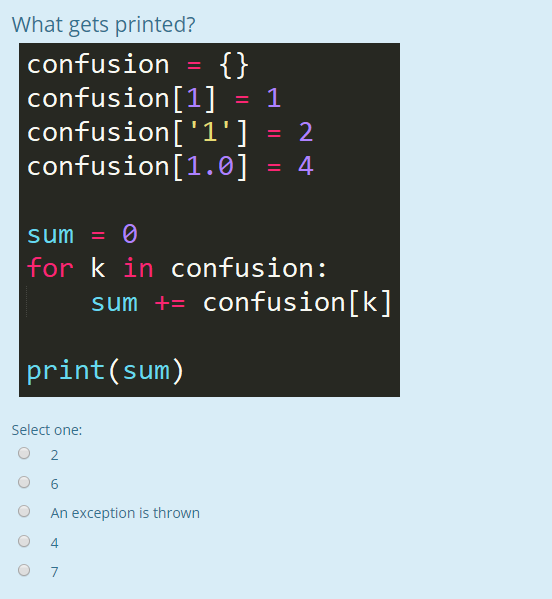 What gets printed?
confusion = {}
confusion[1] = 1
confusion['1'] = 2
confusion[1.0] = 4
sum = 0
for k in confusion:
    sum += confusion[k]
print(sum)
Select one:
2
6
An exception is thrown
4
7